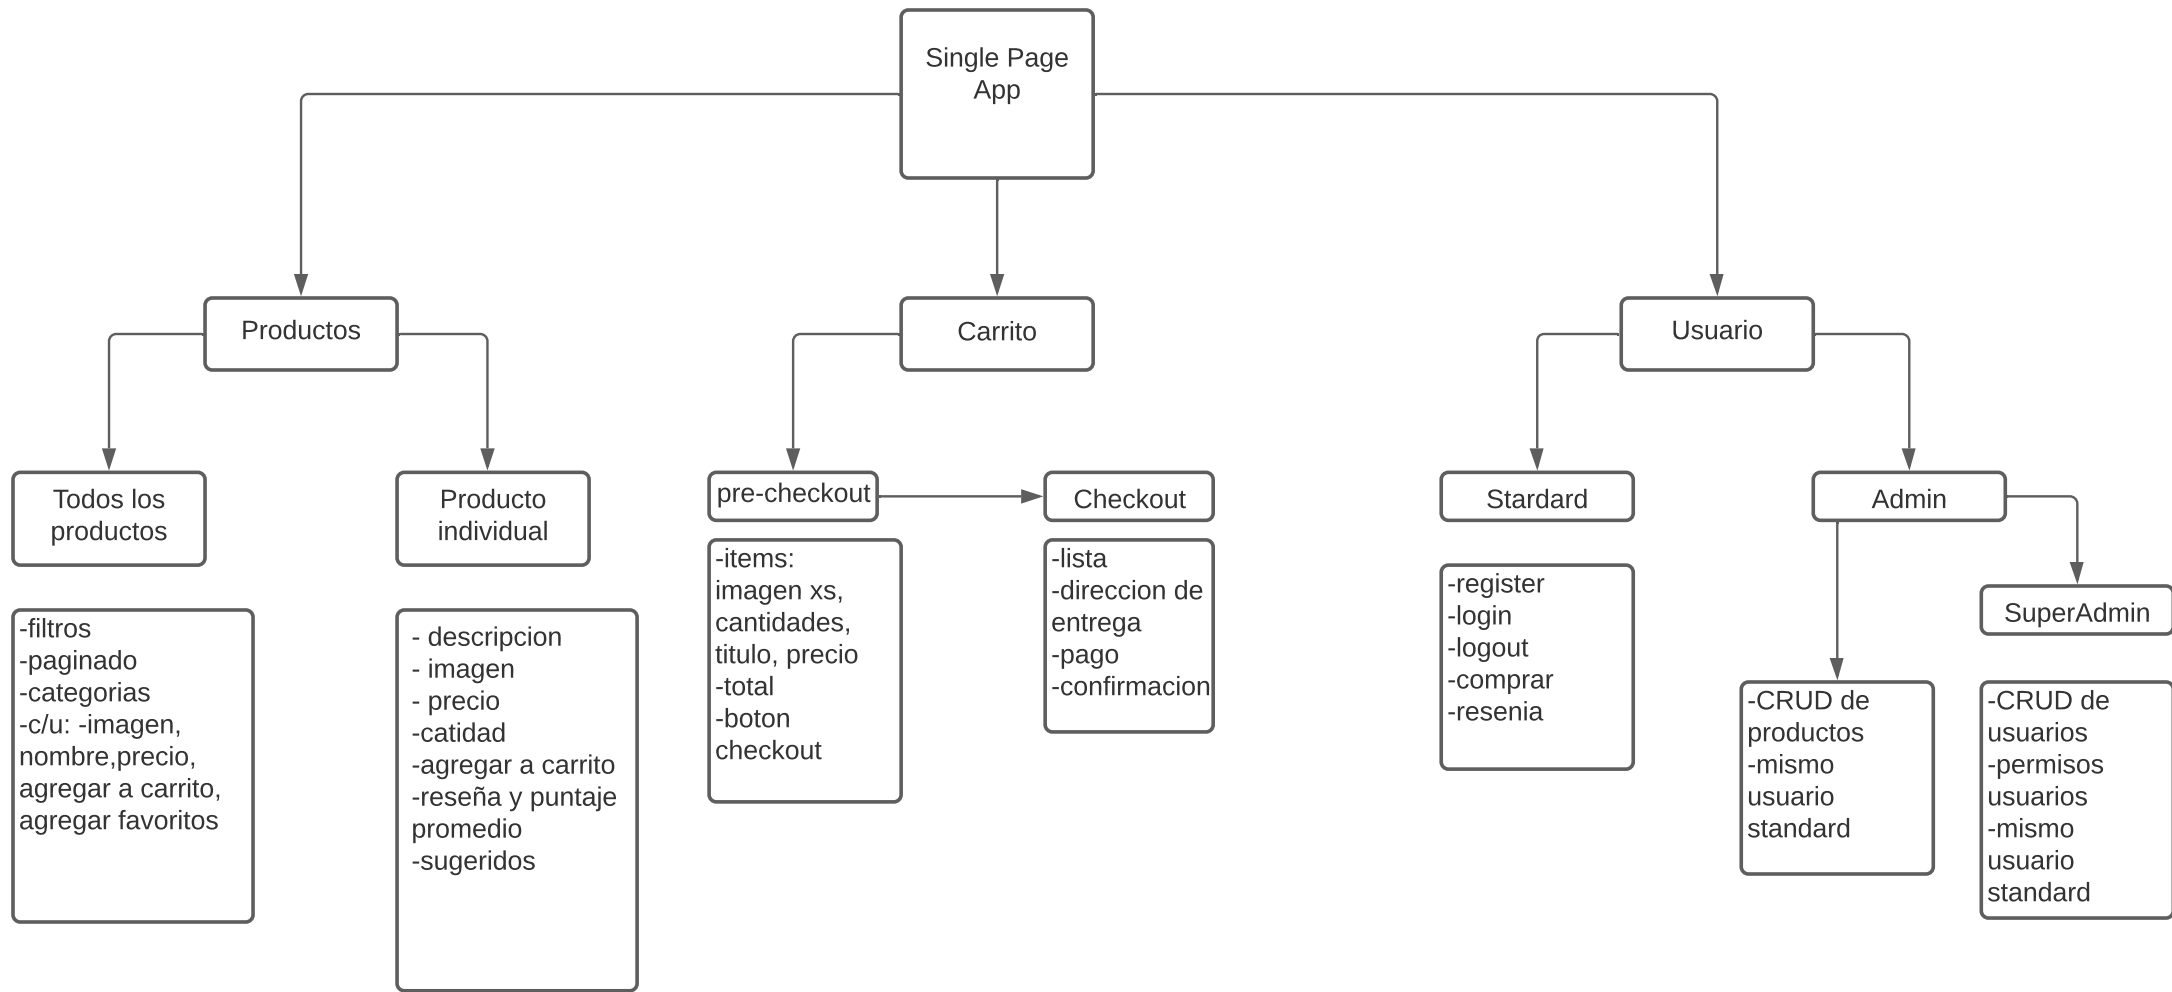 Single Page
App
Productos
Carrito
Usuario
Todos los
productos
Producto
individual
pre-checkout
Checkout
Stardard
Admin
SuperAdmin
-filtros
-paginado
-categorias
-c/u: -imagen,
nombre,precio,
agregar a carrito,
agregar favoritos
- descripcion
- imagen
- precio
-catidad
-agregar a carrito
-reseña y puntaje
promedio
-sugeridos
-items:
imagen xs,
cantidades,
titulo, precio
-total
-boton
checkout
-lista
-direccion de
entrega
-pago
-confirmacion
-register
-login
-logout
-comprar
-resenia
-CRUD de
productos
-mismo
usuario
standard
-CRUD de
usuarios
-permisos
usuarios
-mismo
usuario
standard